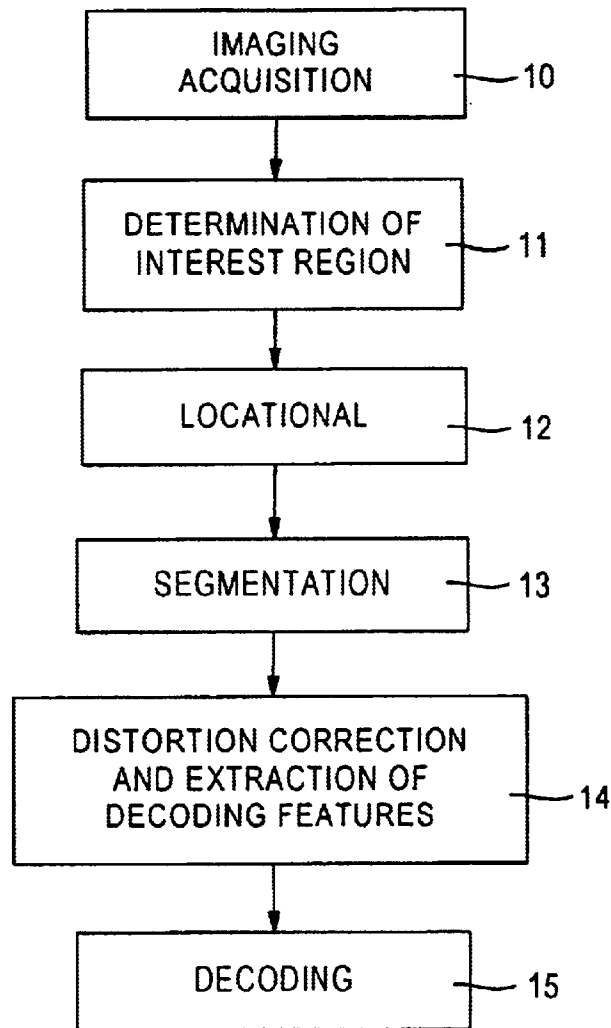 IMAGING
ACQUISITION
10
DETERMINATION OF
INTEREST REGION
11
LOCATIONAL
12
SEGMENTATION
13
DISTORTION CORRECTION
AND EXTRACTION OF
DECODING FEATURES
14
DECODING
15